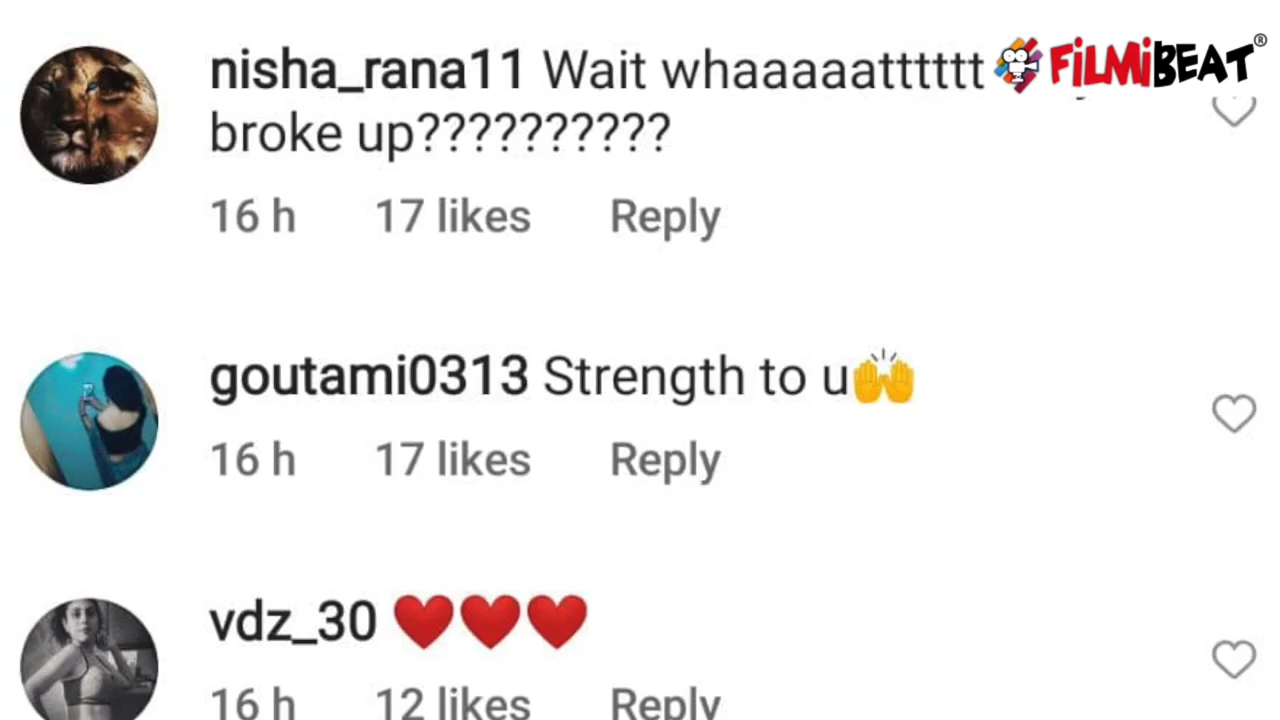 nisha_rana11 Wait whaaaaatttttt
FILMIBEAT®
broke up??????????
16 h 17 likes Reply
goutami0313 Strength to u🙌
16 h 17 likes Reply
vdz_30 ❤️❤️❤️
16 h 12 likes Reply